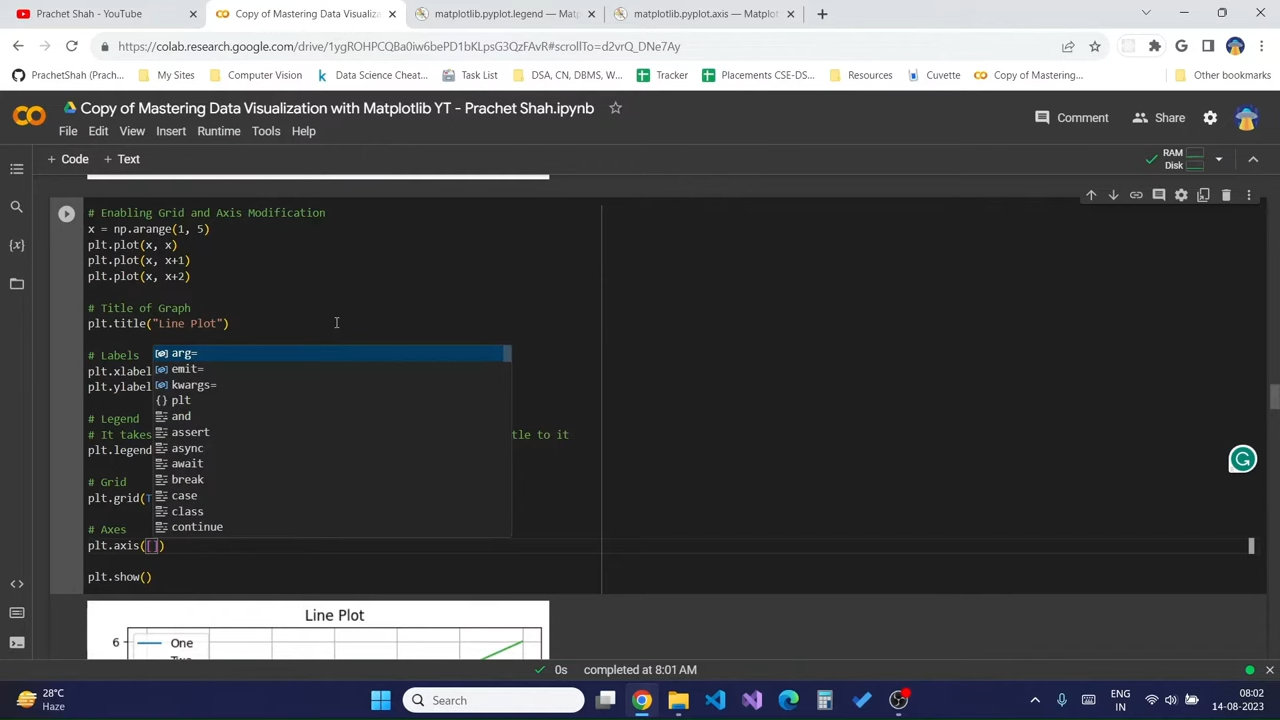 Prachet Shah - YouTube
Copy of Mastering Data Visualiza
matplotlib.pyplot.legend — Matp
matplotlib.pyplot.axis — Matplot
https://colab.research.google.com/drive/1ygROHPCQBa0iw6bePD1bKLpsG3QzFAvR#scrollTo=d2vrQ_DNe7Ay
PrachetShah (Prach...
My Sites
Computer Vision
Data Science Cheat...
Task List
DSA, CN, DBMS, W...
Tracker
Placements CSE-DS...
Resources
Cuvette
Copy of Mastering...
Other bookmarks
Copy of Mastering Data Visualization with Matplotlib YT - Prachet Shah.ipynb
Comment
Share
File Edit View Insert Runtime Tools Help
+ Code + Text
RAM
Disk
# Enabling Grid and Axis Modification
x = np.arange(1, 5)
plt.plot(x, x)
plt.plot(x, x+1)
plt.plot(x, x+2)
# Title of Graph
plt.title("Line Plot")
# Labels
plt.xlabel
plt.ylabel
# Legend
# It takes tle to it
plt.legend
# Grid
plt.grid(T
# Axes
plt.axis([])
plt.show()
arg=
emit=
kwargs=
plt
and
assert
async
await
break
case
class
continue
Line Plot
6
One
0s completed at 8:01 AM
28°C
Haze
Search
ENG
IN
08:02
14-08-2023